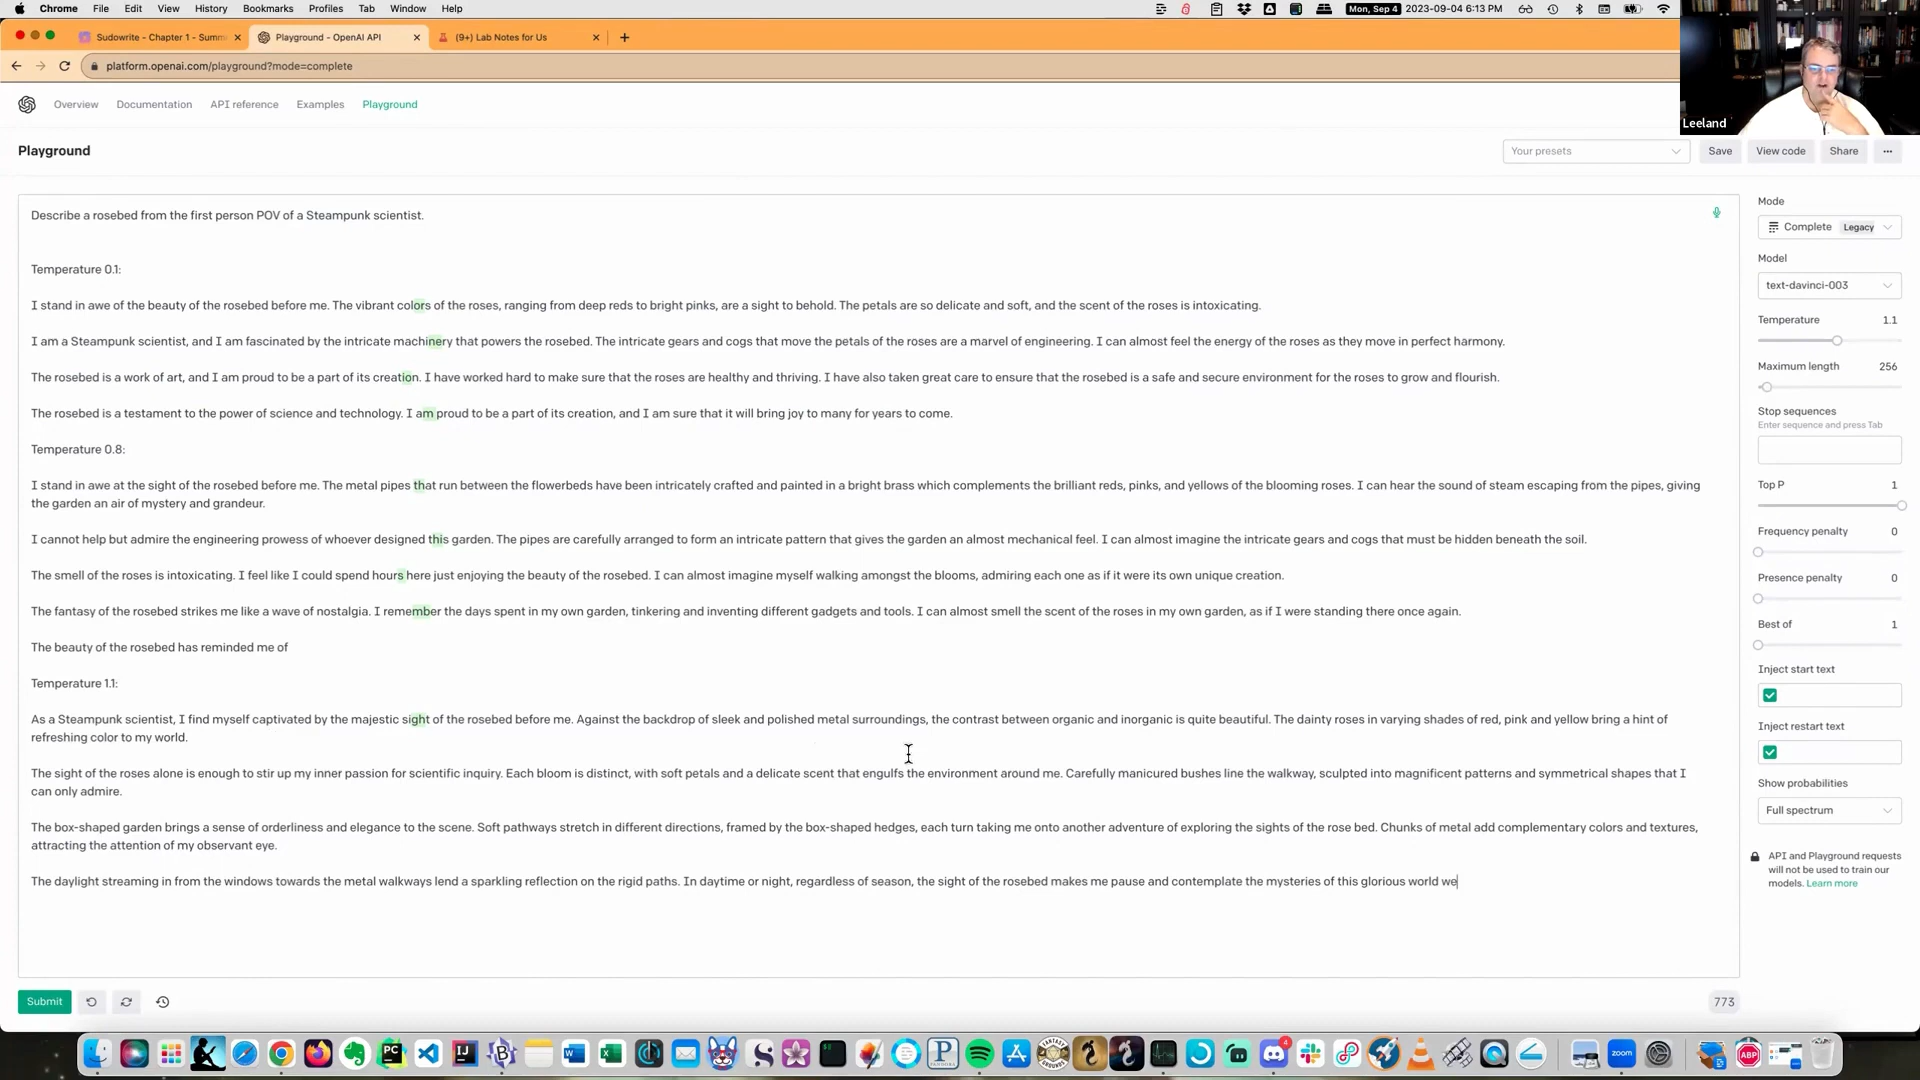 Chrome File Edit View History Bookmarks Profiles Tab Window Help Mon, Sep 4 2023-09-04 6:13 PM
Sudowrite - Chapter 1 - Summ Playground - OpenAI API (9+) Lab Notes for Us
platform.openai.com/playground?mode=complete
Leeland
Overview Documentation API reference Examples Playground
Playground Your presets Save View code Share ...
Describe a rosebed from the first person POV of a Steampunk scientist.
Temperature 0.1:
I stand in awe of the beauty of the rosebed before me. The vibrant colors of the roses, ranging from deep reds to bright pinks, are a sight to behold. The petals are so delicate and soft, and the scent of the roses is intoxicating.
I am a Steampunk scientist, and I am fascinated by the intricate machinery that powers the rosebed. The intricate gears and cogs that move the petals of the roses are a marvel of engineering. I can almost feel the energy of the roses as they move in perfect harmony.
The rosebed is a work of art, and I am proud to be a part of its creation. I have worked hard to make sure that the roses are healthy and thriving. I have also taken great care to ensure that the rosebed is a safe and secure environment for the roses to grow and flourish.
The rosebed is a testament to the power of science and technology. I am proud to be a part of its creation, and I am sure that it will bring joy to many for years to come.
Temperature 0.8:
I stand in awe at the sight of the rosebed before me. The metal pipes that run between the flowerbeds have been intricately crafted and painted in a bright brass which complements the brilliant reds, pinks, and yellows of the blooming roses. I can hear the sound of steam escaping from the pipes, giving
the garden an air of mystery and grandeur.
I cannot help but admire the engineering prowess of whoever designed this garden. The pipes are carefully arranged to form an intricate pattern that gives the garden an almost mechanical feel. I can almost imagine the intricate gears and cogs that must be hidden beneath the soil.
The smell of the roses is intoxicating. I feel like I could spend hours here just enjoying the beauty of the rosebed. I can almost imagine myself walking amongst the blooms, admiring each one as if it were its own unique creation.
The fantasy of the rosebed strikes me like a wave of nostalgia. I remember the days spent in my own garden, tinkering and inventing different gadgets and tools. I can almost smell the scent of the roses in my own garden, as if I were standing there once again.
The beauty of the rosebed has reminded me of
Temperature 1.1:
As a Steampunk scientist, I find myself captivated by the majestic sight of the rosebed before me. Against the backdrop of sleek and polished metal surroundings, the contrast between organic and inorganic is quite beautiful. The dainty roses in varying shades of red, pink and yellow bring a hint of
refreshing color to my world.
The sight of the roses alone is enough to stir up my inner passion for scientific inquiry. Each bloom is distinct, with soft petals and a delicate scent that engulfs the environment around me. Carefully manicured bushes line the walkway, sculpted into magnificent patterns and symmetrical shapes that I
can only admire.
The box-shaped garden brings a sense of orderliness and elegance to the scene. Soft pathways stretch in different directions, framed by the box-shaped hedges, each turn taking me onto another adventure of exploring the sights of the rose bed. Chunks of metal add complementary colors and textures,
attracting the attention of my observant eye.
The daylight streaming in from the windows towards the metal walkways lend a sparkling reflection on the rigid paths. In daytime or night, regardless of season, the sight of the rosebed makes me pause and contemplate the mysteries of this glorious world we
Mode
Complete Legacy
Model
text-davinci-003
Temperature 1.1
Maximum length 256
Stop sequences
Enter sequence and press Tab
Top P 1
Frequency penalty 0
Presence penalty 0
Best of 1
Inject start text
Inject restart text
Show probabilities
Full spectrum
API and Playground requests
will not be used to train our
models. Learn more
Submit 773
PC IJ B W X S P zoom ABP